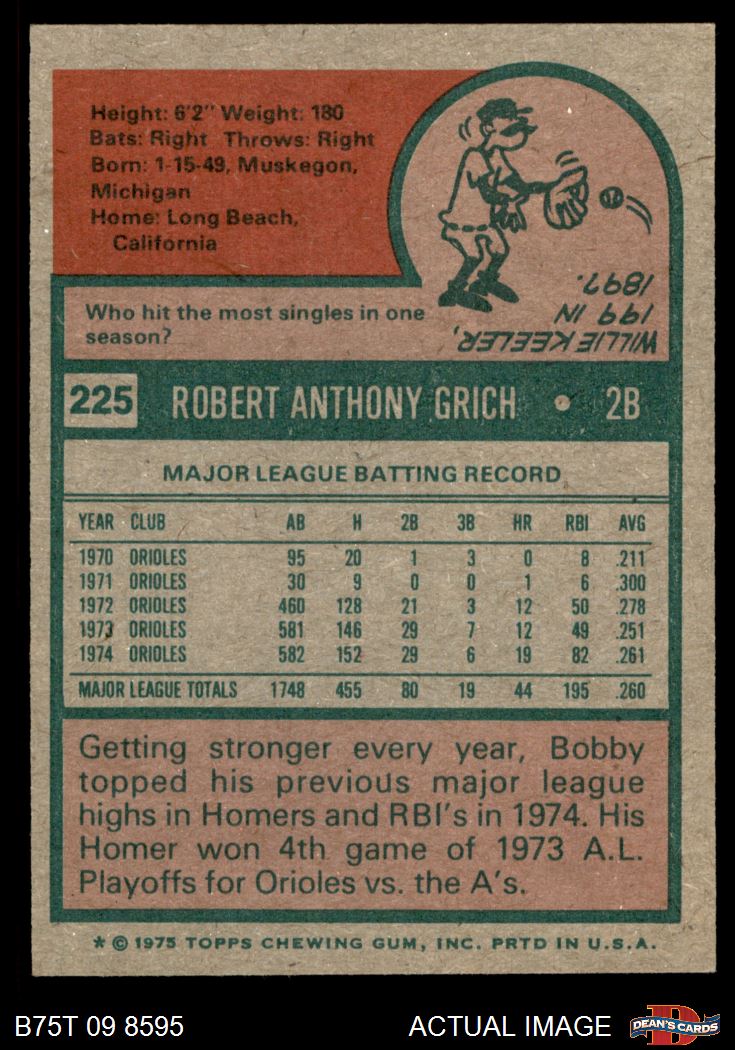 Height: 6'2" Weight: 180
Bats: Right Throws: Right
Born: 1-15-49, Muskegon,
Michigan
Home: Long Beach,
California
Who hit the most singles in one
season?
WILLIE KEELER,
199 IN
1897.
225 ROBERT ANTHONY GRICH • 2B
MAJOR LEAGUE BATTING RECORD
YEAR CLUB AB H 2B 3B HR RBI AVG
1970 ORIOLES 95 20 1 3 0 8 .211
1971 ORIOLES 30 9 0 0 1 6 .300
1972 ORIOLES 460 128 21 3 12 50 .278
1973 ORIOLES 581 146 29 7 12 49 .251
1974 ORIOLES 582 152 29 6 19 82 .261
MAJOR LEAGUE TOTALS 1748 455 80 19 44 195 .260
Getting stronger every year, Bobby
topped his previous major league
highs in Homers and RBI's in 1974. His
Homer won 4th game of 1973 A.L.
Playoffs for Orioles vs. the A's.
* © 1975 TOPPS CHEWING GUM, INC. PRTD IN U.S.A.
B75T 09 8595 ACTUAL IMAGE DEAN'S CARDS